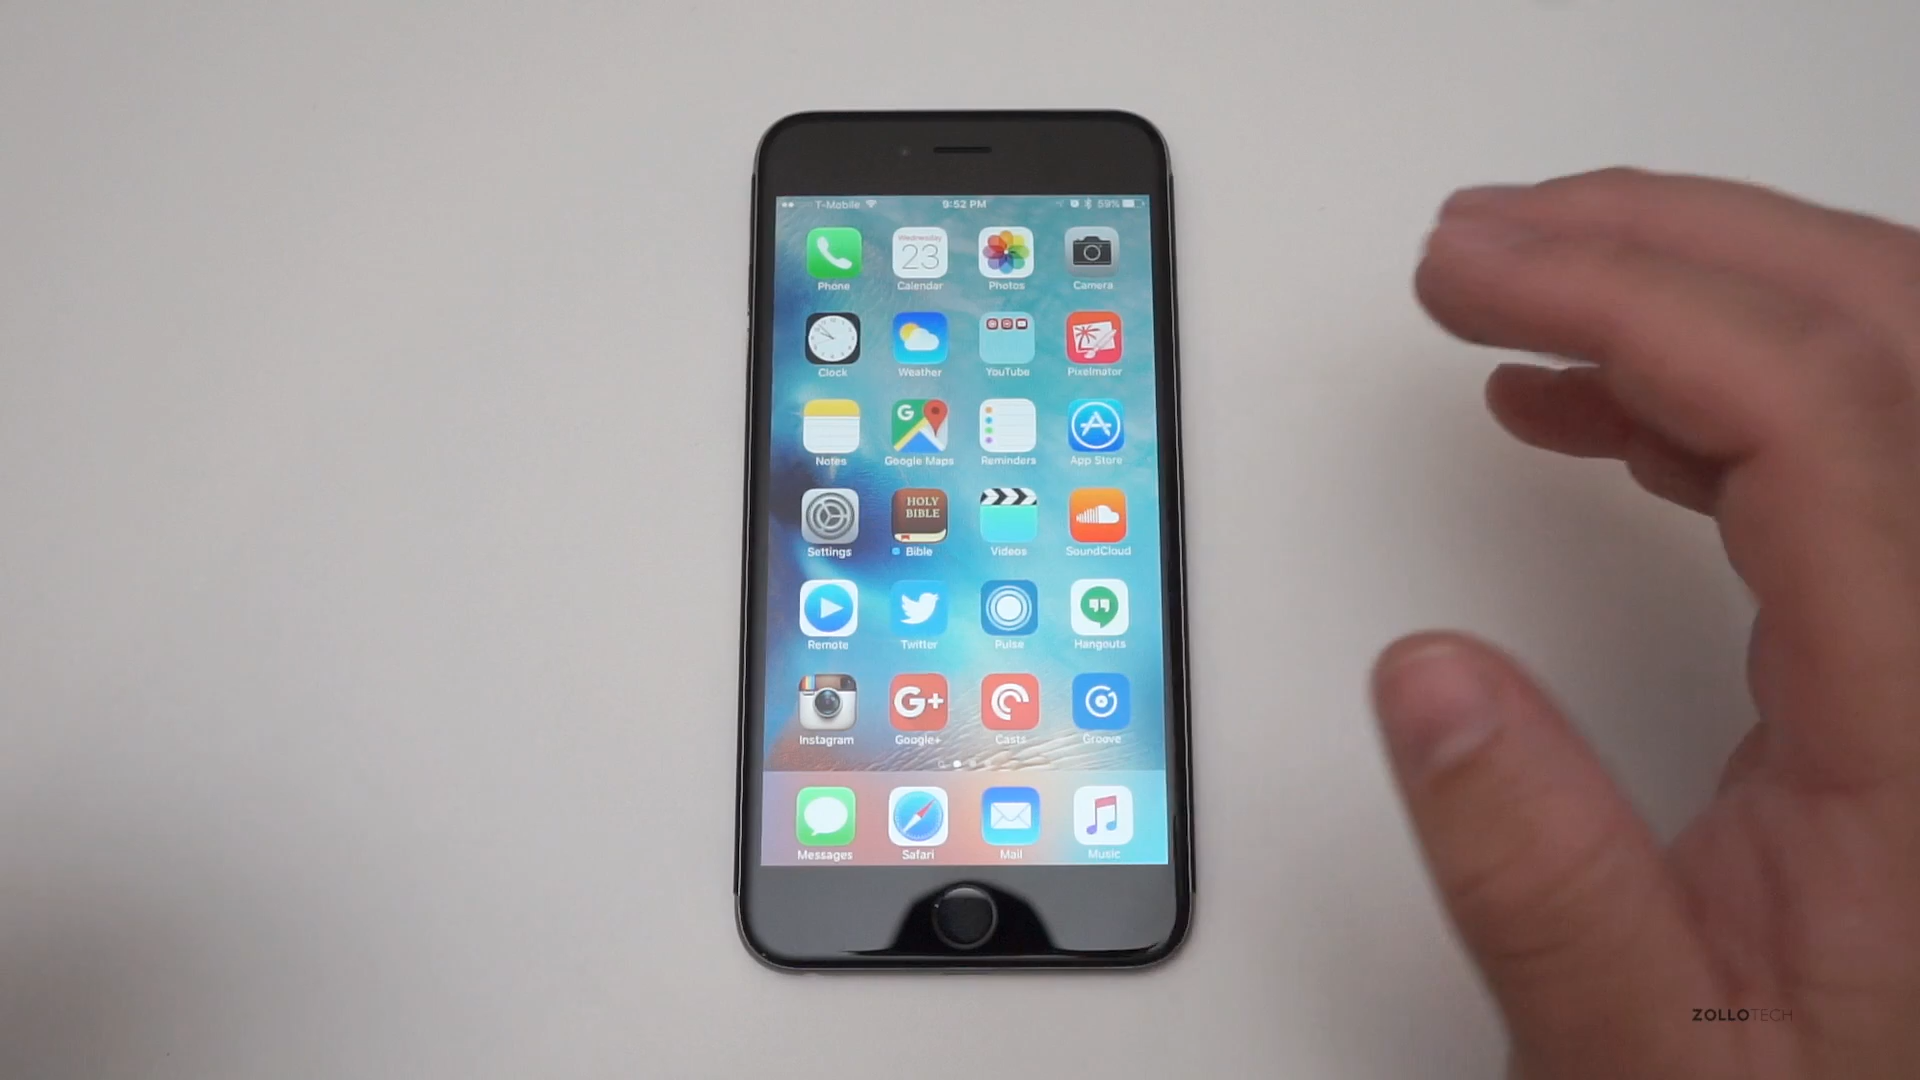 T-Mobile 9:52 PM 59%
Wednesday
23
Phone Calendar Photos Camera
Clock Weather YouTube Pixelmator
G
Notes Google Maps Reminders App Store
HOLY
BIBLE
Settings Bible Videos SoundCloud
Remote Twitter Pulse Hangouts
G+
Instagram Google+ Casts Groove
Messages Safari Mail Music
ZOLLOTECH